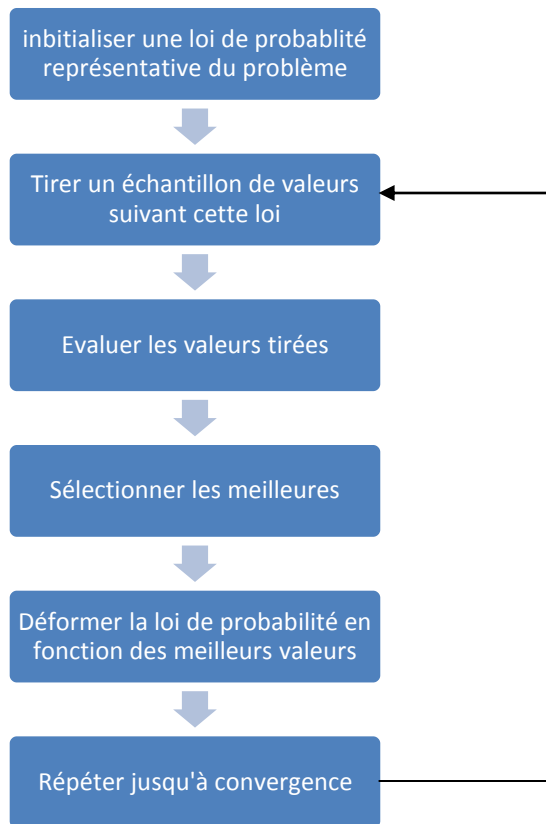 inbitialiser une loi de probablité
représentative du problème
Tirer un échantillon de valeurs
suivant cette loi
Evaluer les valeurs tirées
Sélectionner les meilleures
Déformer la loi de probabilité en
fonction des meilleurs valeurs
Répéter jusqu'à convergence